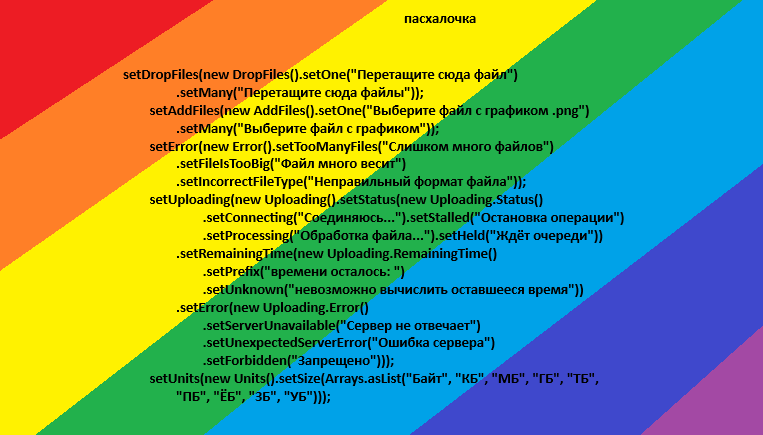 пасхалочка
setDropFiles(new DropFiles().setOne("Перетащите сюда файл")
.setMany("Перетащите сюда файлы"));
setAddFiles(new AddFiles().setOne("Выберите файл с графиком .png")
.setMany("Выберите файл с графиком"));
setError(new Error().setTooManyFiles("Слишком много файлов")
.setFileIsTooBig("Файл много весит")
.setIncorrectFileType("Неправильный формат файла"));
setUploading(new Uploading().setStatus(new Uploading.Status()
.setConnecting("Соединяюсь...").setStalled("Остановка операции")
.setProcessing("Обработка файла...").setHeld("Ждёт очереди"))
.setRemainingTime(new Uploading.RemainingTime()
.setPrefix("времени осталось: ")
.setUnknown("невозможно вычислить оставшееся время"))
.setError(new Uploading.Error()
.setServerUnavailable("Сервер не отвечает")
.setUnexpectedServerError("Ошибка сервера")
.setForbidden("Запрещено")));
setUnits(new Units().setSize(Arrays.asList("Байт", "КБ", "МБ", "ГБ", "ТБ",
"ПБ", "ЁБ", "ЗБ", "УБ")));